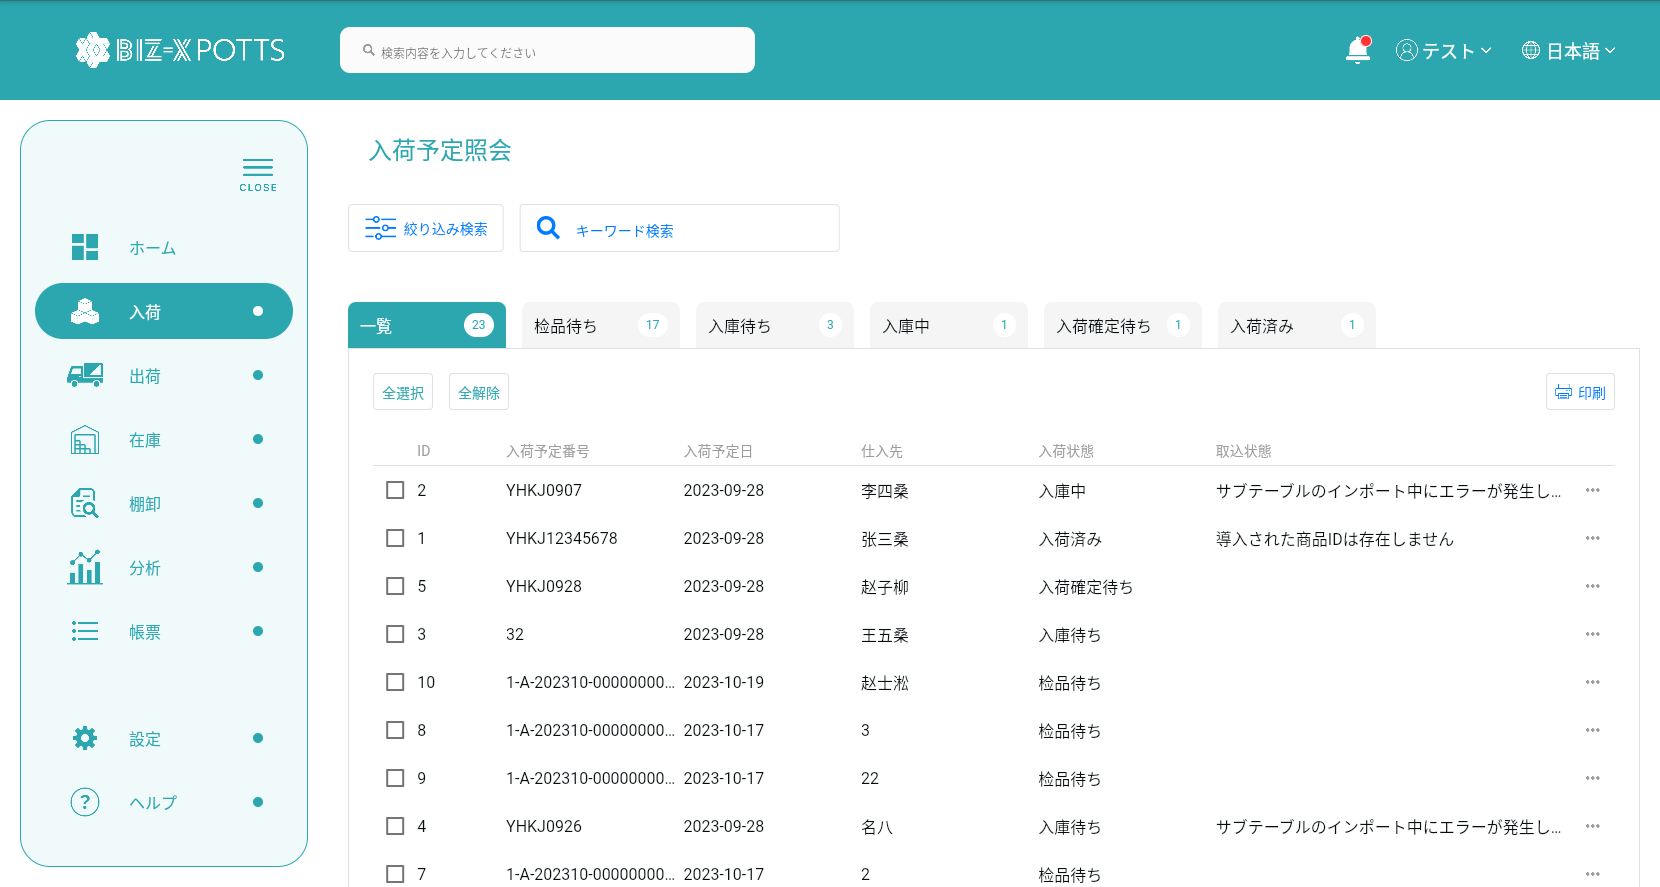 BIZ-X POTTS
検索内容を入力してください
テスト
日本語
CLOSE
ホーム
入荷
出荷
在庫
棚卸
分析
帳票
設定
ヘルプ
入荷予定照会
絞り込み検索
キーワード検索
一覧 23
检品待ち 17
入庫待ち 3
入庫中 1
入荷確定待ち 1
入荷済み 1
全選択 全解除
印刷
ID 入荷予定番号 入荷予定日 仕入先 入荷状態 取込状態
2 YHKJ0907 2023-09-28 李四桑 入庫中 サブテーブルのインポート中にエラーが発生し...
1 YHKJ12345678 2023-09-28 张三桑 入荷済み 導入された商品IDは存在しません
5 YHKJ0928 2023-09-28 赵子柳 入荷確定待ち
3 32 2023-09-28 王五桑 入庫待ち
10 1-A-202310-00000000... 2023-10-19 赵士淞 检品待ち
8 1-A-202310-00000000... 2023-10-17 3 检品待ち
9 1-A-202310-00000000... 2023-10-17 22 检品待ち
4 YHKJ0926 2023-09-28 名八 入庫待ち サブテーブルのインポート中にエラーが発生し...
7 1-A-202310-00000000... 2023-10-17 2 检品待ち